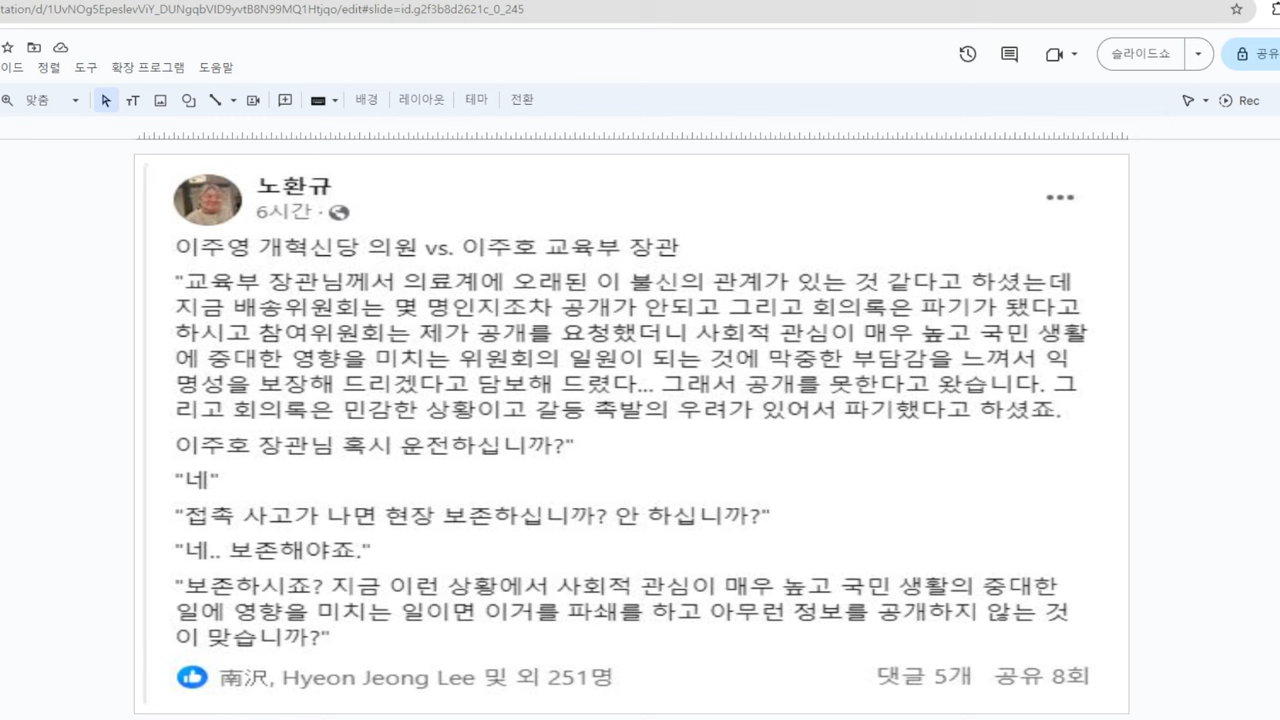 tation/d/1UvNOg5EpeslevViY_DUNgqbVlD9yvtB8N99MQ1Htjqo/edit#slide=id.g2f3b8d2621c_0_245
이드 정렬 도구 확장 프로그램 도움말
슬라이드쇼
공유
맞춤
배경 레이아웃 테마 전환
Rec
노환규
6시간 ·
이주영 개혁신당 의원 vs. 이주호 교육부 장관
"교육부 장관님께서 의료계에 오래된 이 불신의 관계가 있는 것 같다고 하셨는데
지금 배송위원회는 몇 명인지조차 공개가 안되고 그리고 회의록은 파기가 됐다고
하시고 참여위원회는 제가 공개를 요청했더니 사회적 관심이 매우 높고 국민 생활
에 중대한 영향을 미치는 위원회의 일원이 되는 것에 막중한 부담감을 느껴서 익
명성을 보장해 드리겠다고 담보해 드렸다... 그래서 공개를 못한다고 왔습니다. 그
리고 회의록은 민감한 상황이고 갈등 촉발의 우려가 있어서 파기했다고 하셨죠.
이주호 장관님 혹시 운전하십니까?"
"네"
"접촉 사고가 나면 현장 보존하십니까? 안 하십니까?"
"네.. 보존해야죠."
"보존하시죠? 지금 이런 상황에서 사회적 관심이 매우 높고 국민 생활의 중대한
일에 영향을 미치는 일이면 이거를 파쇄를 하고 아무런 정보를 공개하지 않는 것
이 맞습니까?"
南沢, Hyeon Jeong Lee 및 외 251명
댓글 5개 공유 8회